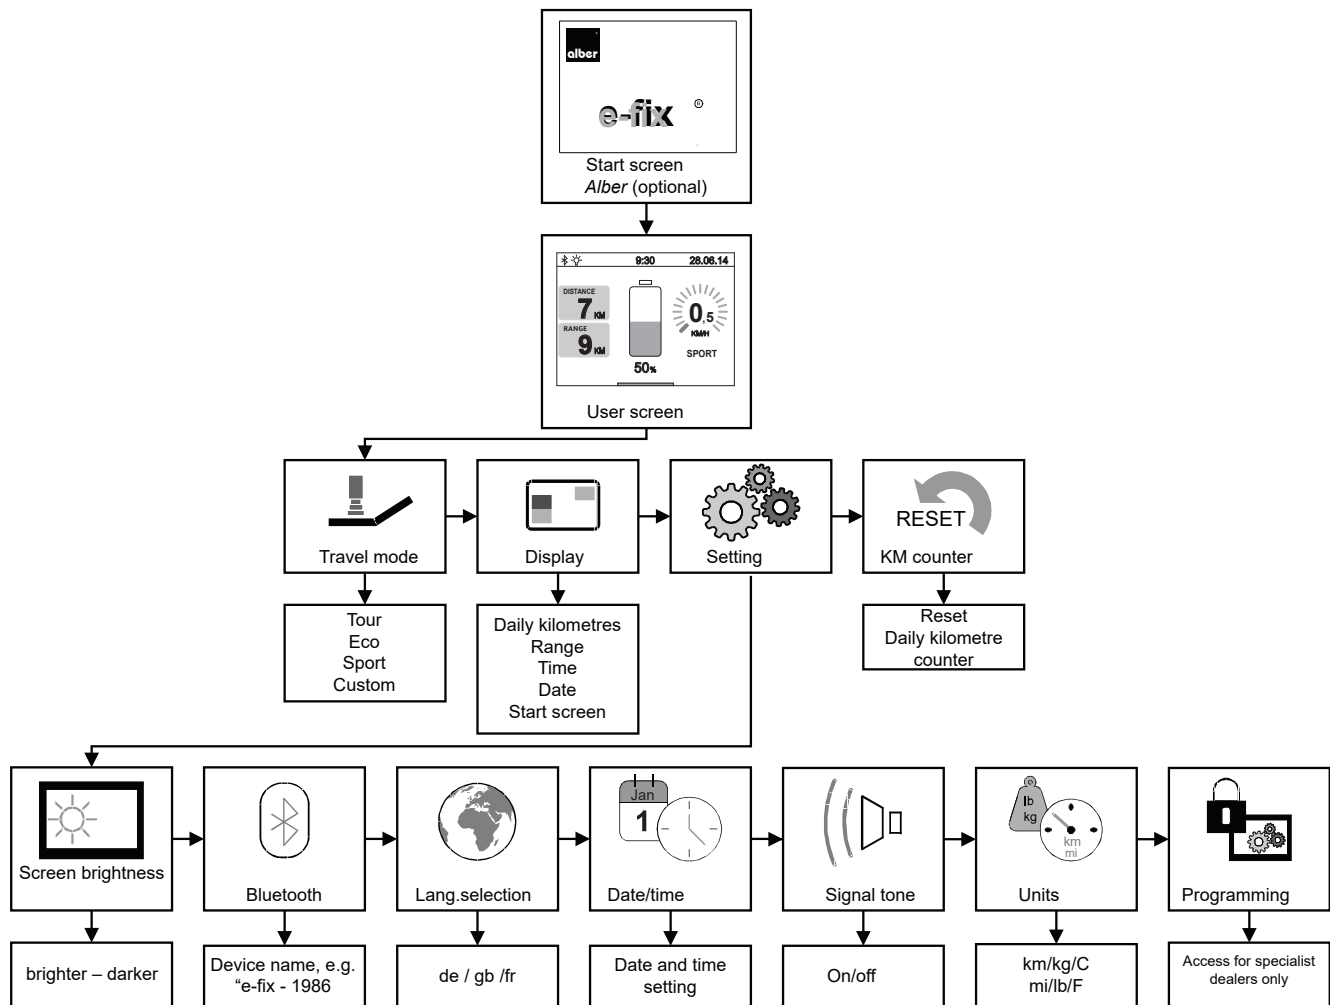 alber
e-fix ®
Start screen
Alber (optional)
9:30 28.06.14
DISTANCE
7 KM
RANGE
9 KM
50%
0,5
KM/H
SPORT
User screen
Travel mode
Display
Setting
RESET
KM counter
Tour
Eco
Sport
Custom
Daily kilometres
Range
Time
Date
Start screen
Reset
Daily kilometre
counter
Screen brightness
Bluetooth
Lang.selection
Jan
1
Date/time
Signal tone
lb
kg
km
mi
Units
Programming
brighter – darker
Device name, e.g.
“e-fix - 1986
de / gb /fr
Date and time
setting
On/off
km/kg/C
mi/lb/F
Access for specialist
dealers only